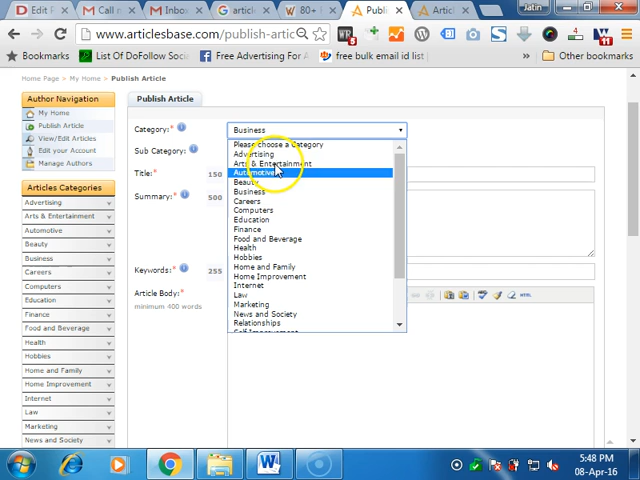 Edit F
Call n
Inbox
article
80+
Publi
Article
Jatin
www.articlesbase.com/publish-artic
Bookmarks
List Of DoFollow Soci
Free Advertising For
free bulk email id list
Other bookmarks
Home Page > My Home > Publish Article
Author Navigation
My Home
Publish Article
View/Edit Articles
Edit your Account
Manage Authors
Articles Categories
Advertising
Arts & Entertainment
Automotive
Beauty
Business
Careers
Computers
Education
Finance
Food and Beverage
Health
Hobbies
Home and Family
Home Improvement
Internet
Law
Marketing
News and Society
Publish Article
Category:*
Business
Sub Category:
Title:* 150
Summary:* 500
Keywords:* 255
Article Body:*
minimum 400 words
HTML
Please choose a Category
Advertising
Arts & Entertainment
Automotive
Beauty
Business
Careers
Computers
Education
Finance
Food and Beverage
Health
Hobbies
Home and Family
Home Improvement
Internet
Law
Marketing
News and Society
Relationships
Self Improvement
5:48 PM
08-Apr-16